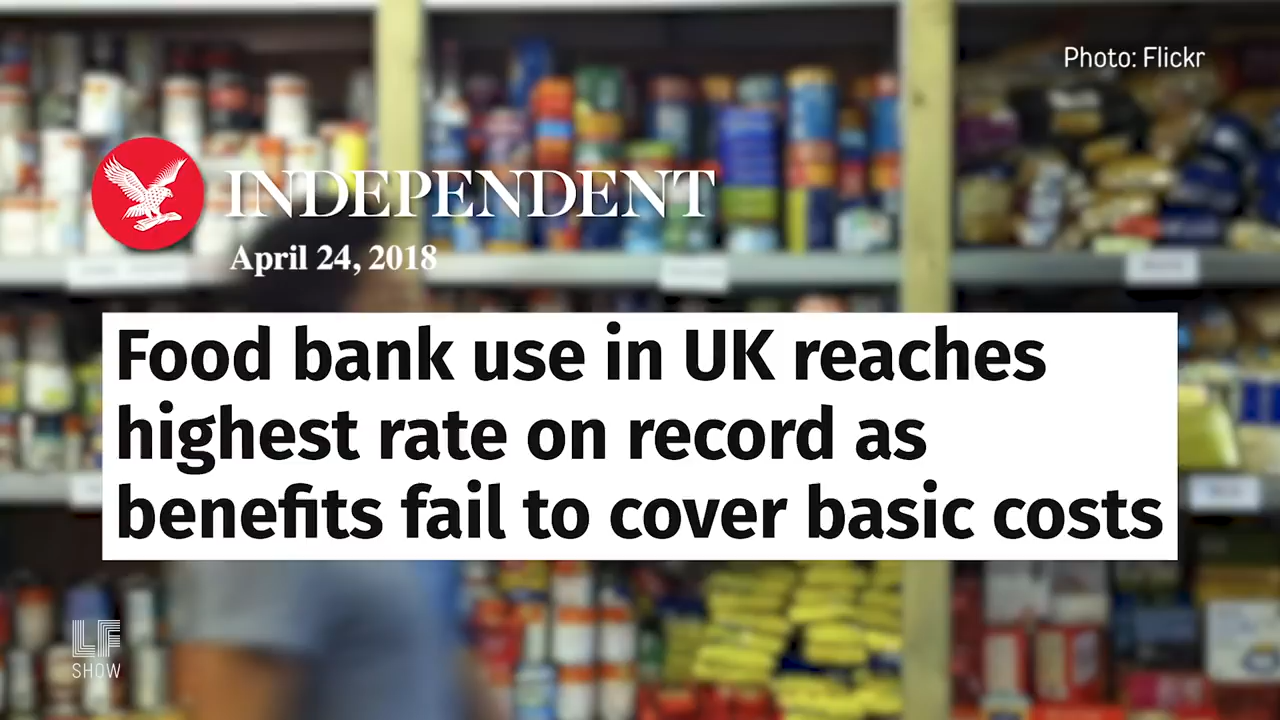 Photo: Flickr
INDEPENDENT
April 24, 2018
Food bank use in UK reaches
highest rate on record as
benefits fail to cover basic costs
LF
SHOW